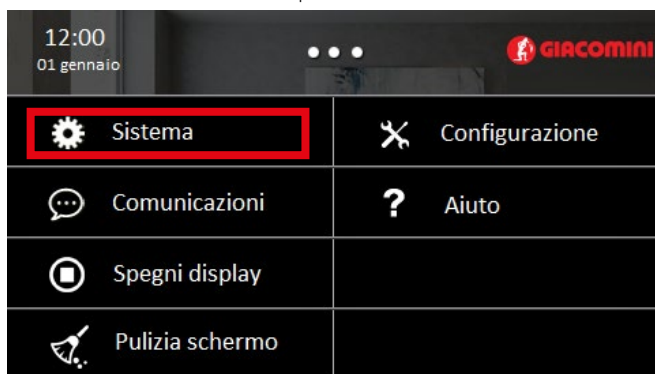 12:00
01 gennaio
GIACOMINI
Sistema
Configurazione
Comunicazioni
? Aiuto
Spegni display
Pulizia schermo